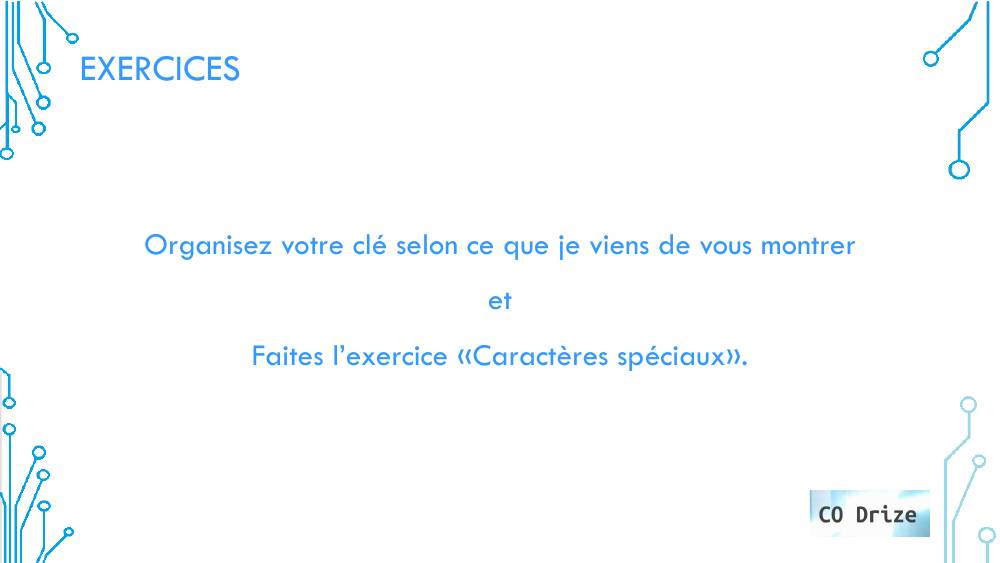 EXERCICES
Organisez votre clé selon ce que je viens de vous montrer
et
Faites l’exercice «Caractères spéciaux».
CO Drize